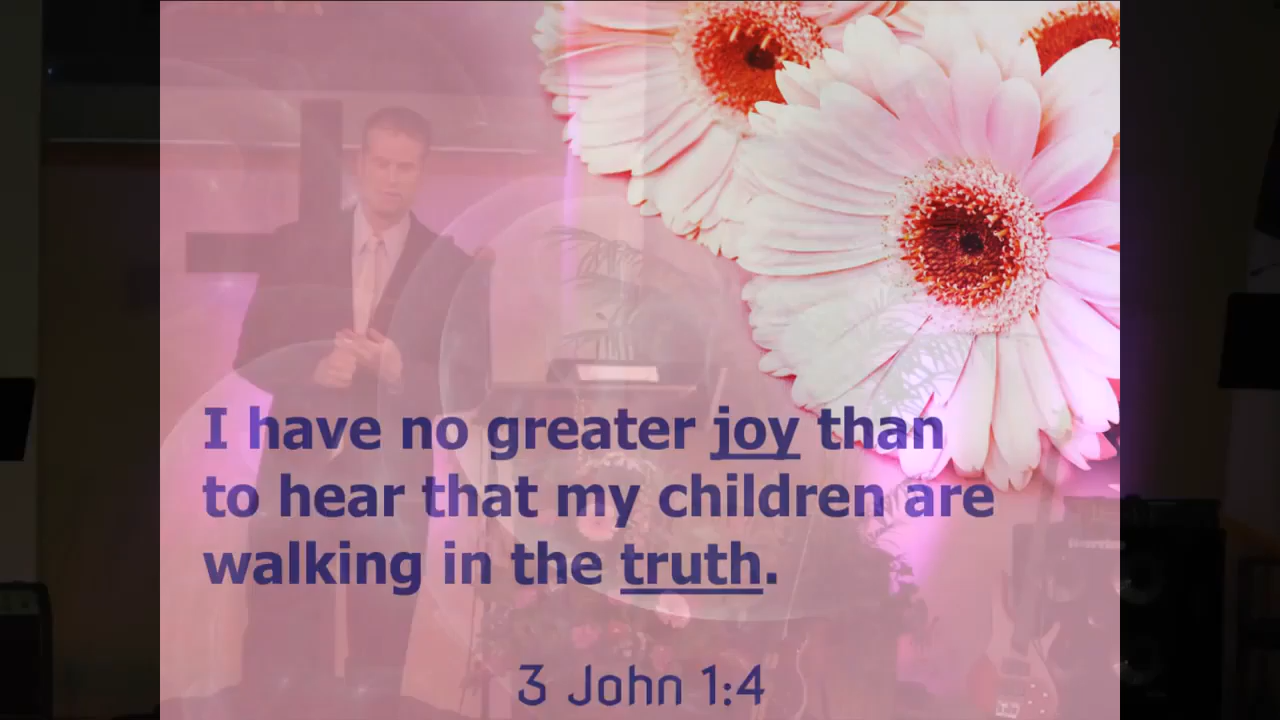 I have no greater joy than
to hear that my children are
walking in the truth.
3 John 1:4